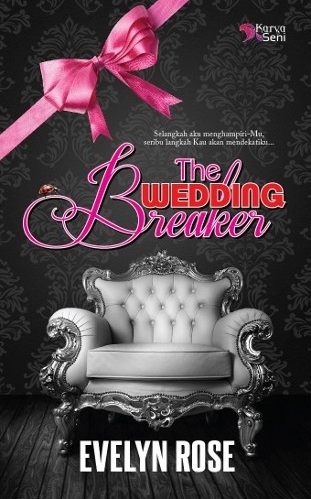 Karya
Seni
Selangkah aku menghampiri-Mu,
seribu langkah Kau akan mendekatiku....
The
WEDDING
Breaker
EVELYN ROSE